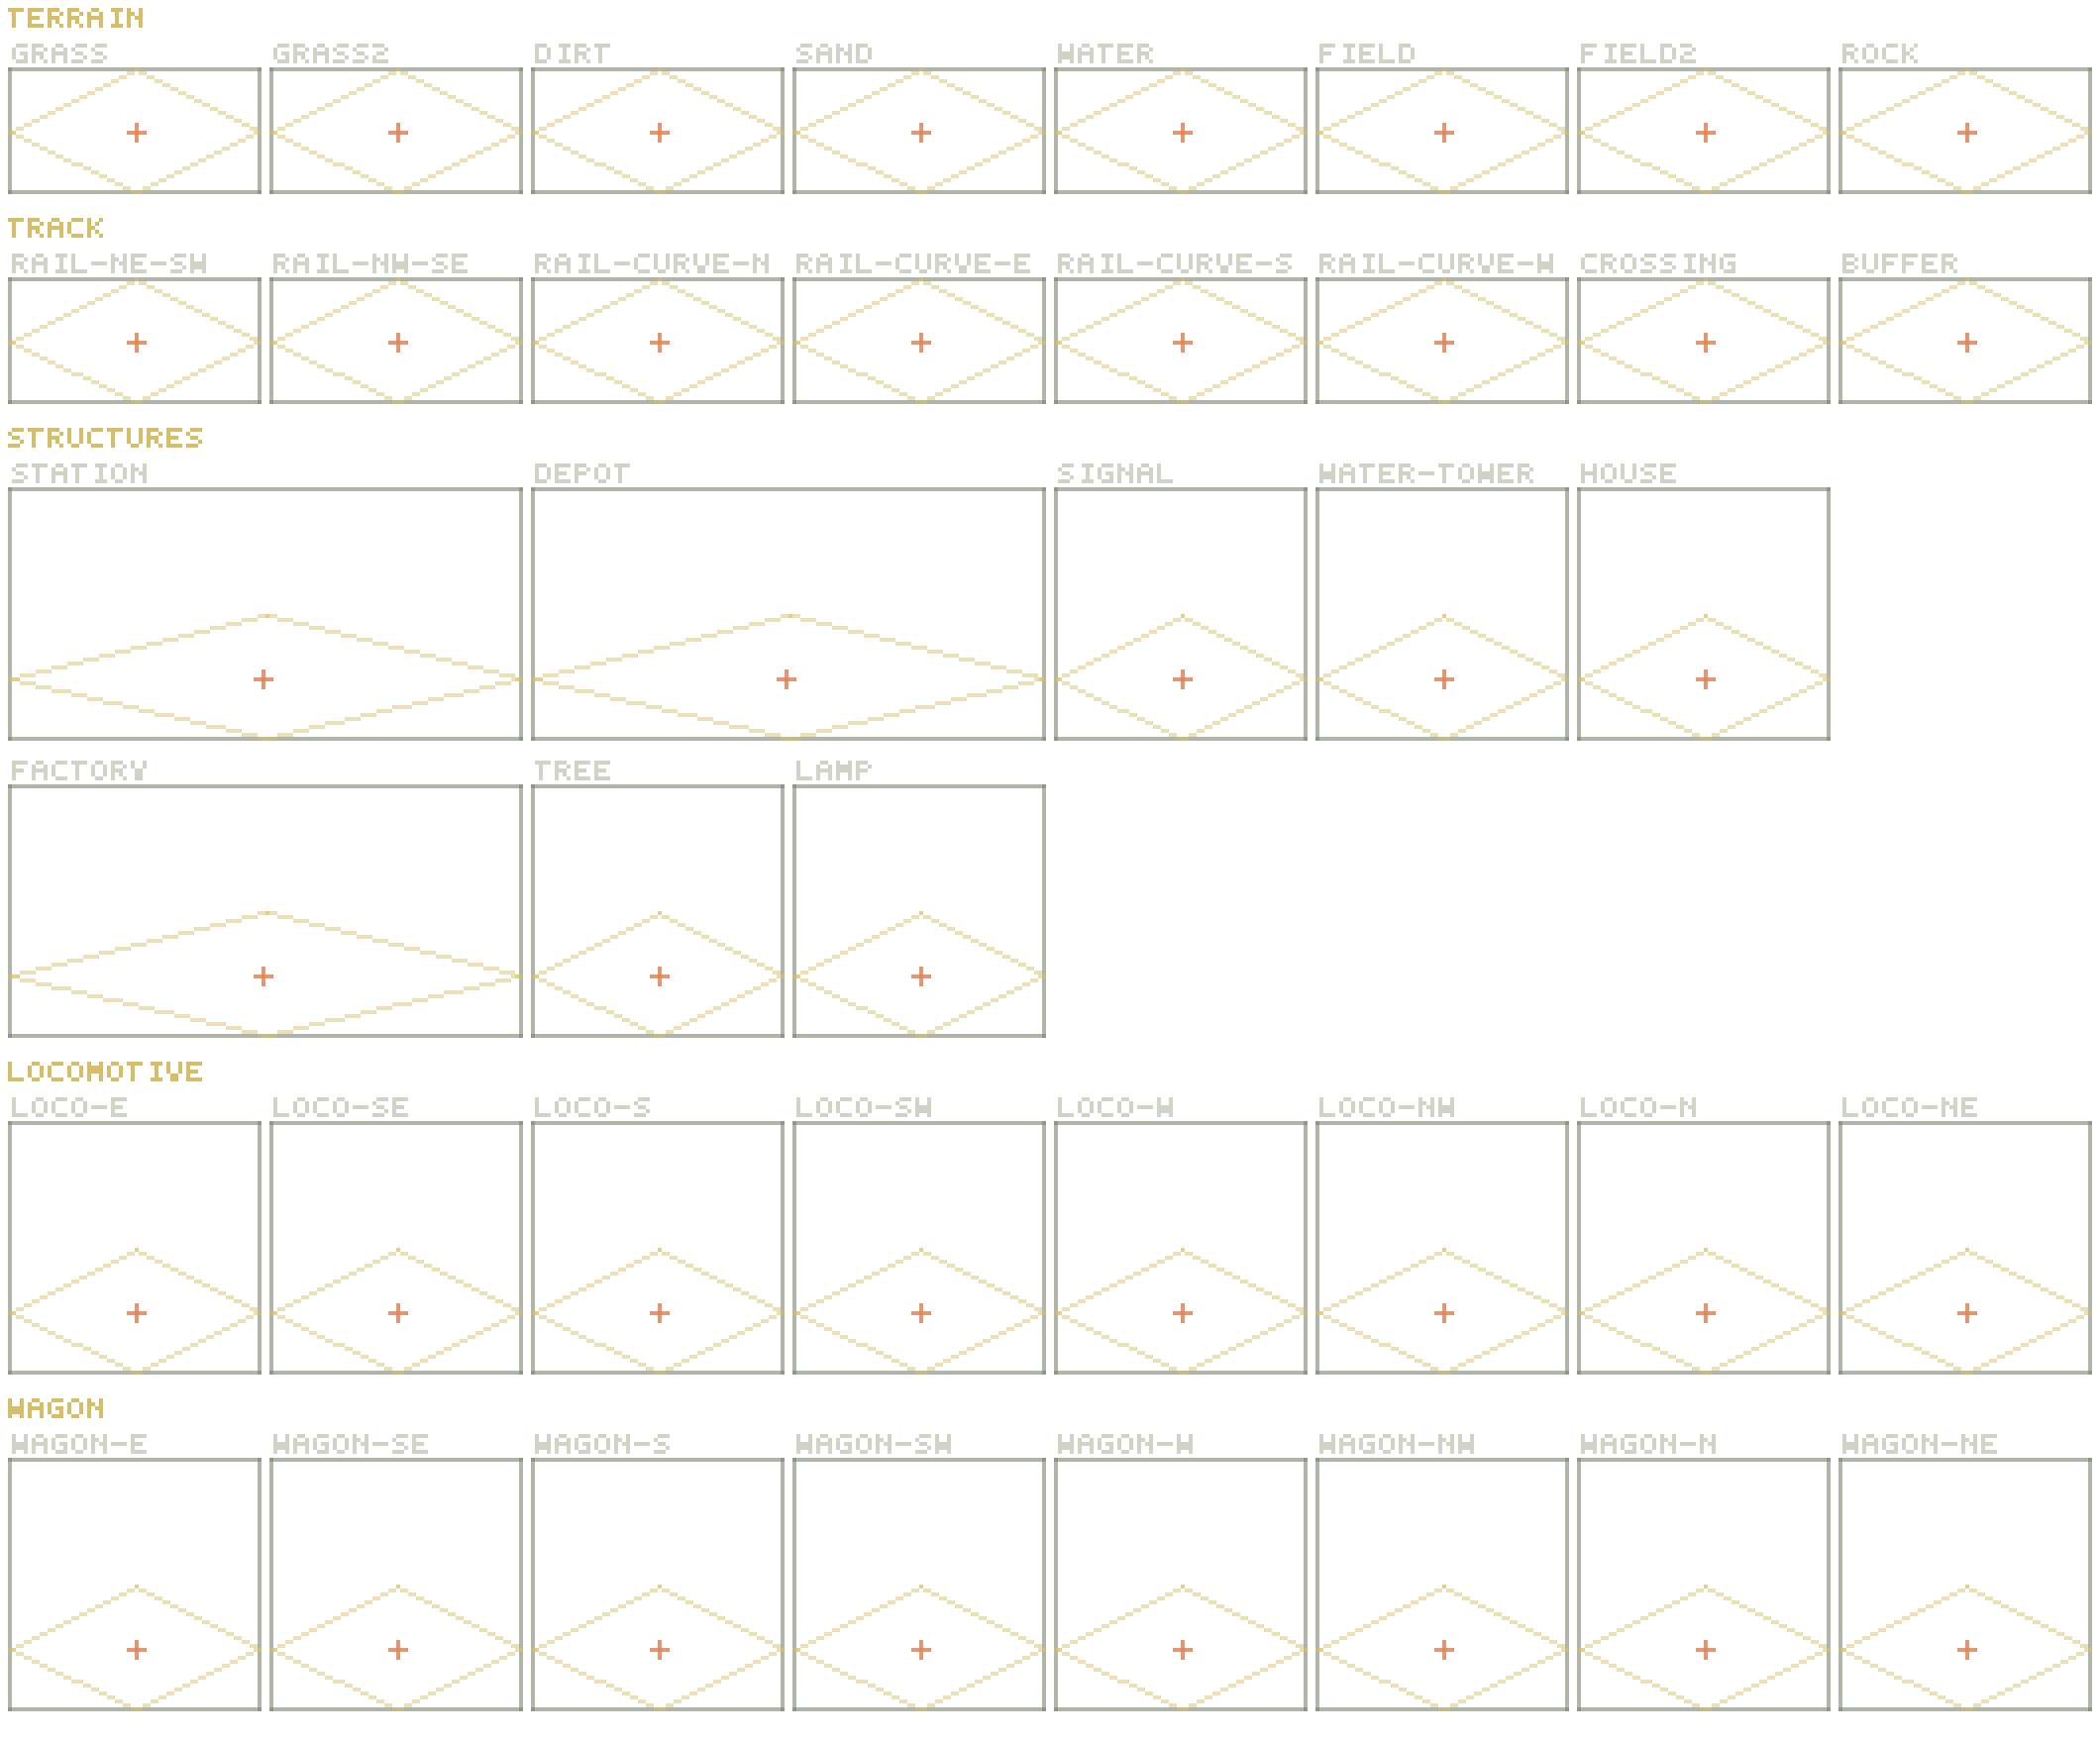 TERRAIN
GRASS GRASS2 DIRT SAND WATER FIELD FIELD2 ROCK
TRACK
RAIL-NE-SW RAIL-NW-SE RAIL-CURVE-N RAIL-CURVE-E RAIL-CURVE-S RAIL-CURVE-W CROSSING BUFFER
STRUCTURES
STATION DEPOT SIGNAL WATER-TOWER HOUSE
FACTORY TREE LAMP
LOCOMOTIVE
LOCO-E LOCO-SE LOCO-S LOCO-SW LOCO-W LOCO-NW LOCO-N LOCO-NE
WAGON
WAGON-E WAGON-SE WAGON-S WAGON-SW WAGON-W WAGON-NW WAGON-N WAGON-NE